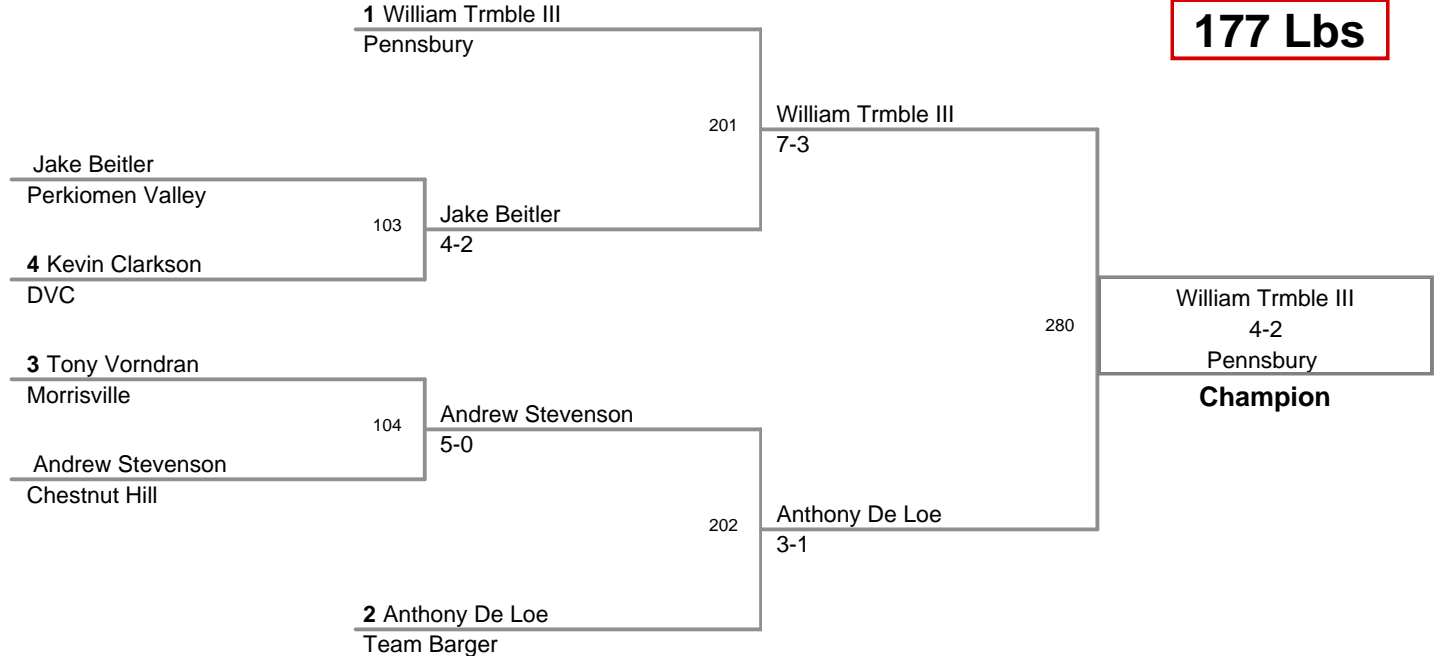 1 William Trmble III
Pennsbury
177 Lbs
201
William Trmble III
7-3
Jake Beitler
Perkiomen Valley
103
Jake Beitler
4-2
4 Kevin Clarkson
DVC
280
William Trmble III
4-2
Pennsbury
Champion
3 Tony Vorndran
Morrisville
104
Andrew Stevenson
5-0
Andrew Stevenson
Chestnut Hill
202
Anthony De Loe
3-1
2 Anthony De Loe
Team Barger